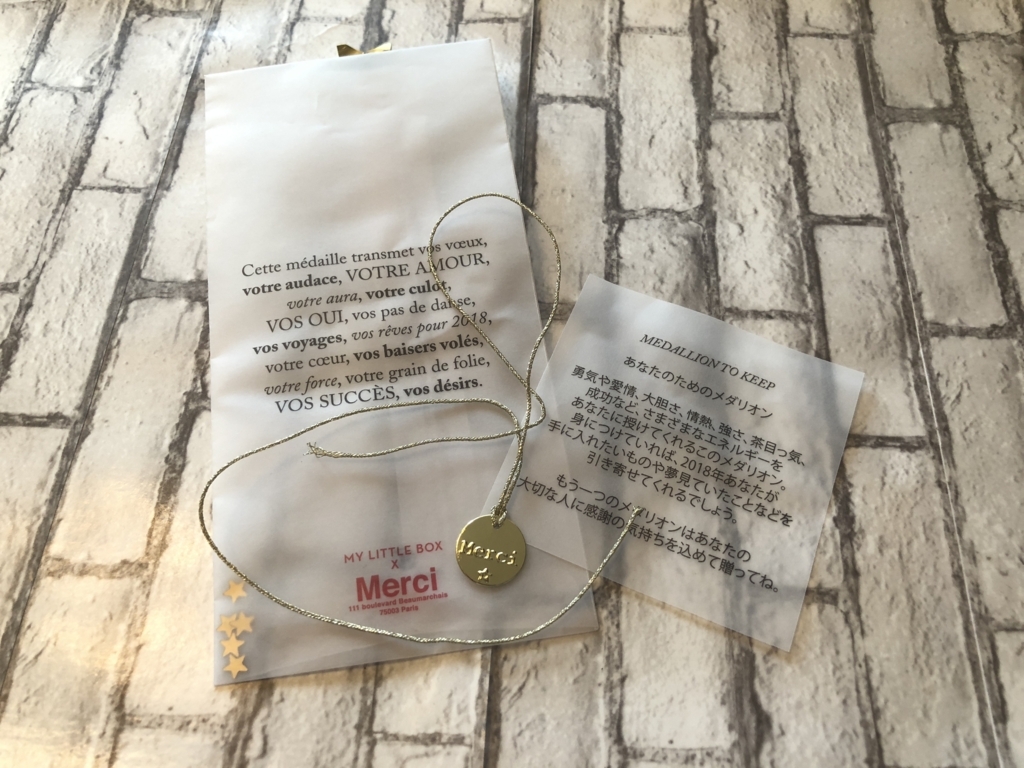 Cette médaille transmet vos vœux,
votre audace, VOTRE AMOUR,
votre aura, votre culot,
VOS OUI, vos pas de danse,
vos voyages, vos rêves pour 2018,
votre cœur, vos baisers volés,
votre force, votre grain de folie,
VOS SUCCÈS, vos désirs.
MY LITTLE BOX
X
Merci
111 boulevard Beaumarchais
75003 Paris
Merci
MEDALLION TO KEEP
あなたのためのメダリオン
勇気や愛情、大胆さ、情熱、強さ、茶目っ気、
成功など、さまざまなエネルギーを
あなたに授けてくれるこのメダリオン。
身につけていれば、2018年あなたが
手に入れたいものや夢見ていたことなどを
引き寄せてくれるでしょう。
もう一つのメダリオンはあなたの
大切な人に感謝の気持ちを込めて贈ってね。